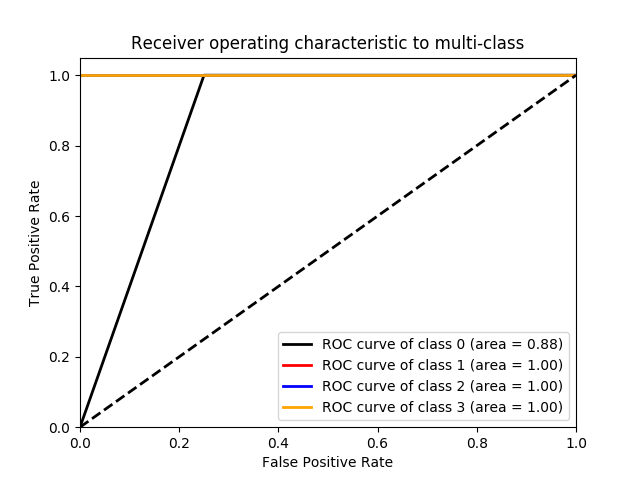 Receiver operating characteristic to multi-class
1.0
0.8
0.6
0.4
0.2
0.0
True Positive Rate
ROC curve of class 0 (area = 0.88)
ROC curve of class 1 (area = 1.00)
ROC curve of class 2 (area = 1.00)
ROC curve of class 3 (area = 1.00)
0.0 0.2 0.4 0.6 0.8 1.0
False Positive Rate